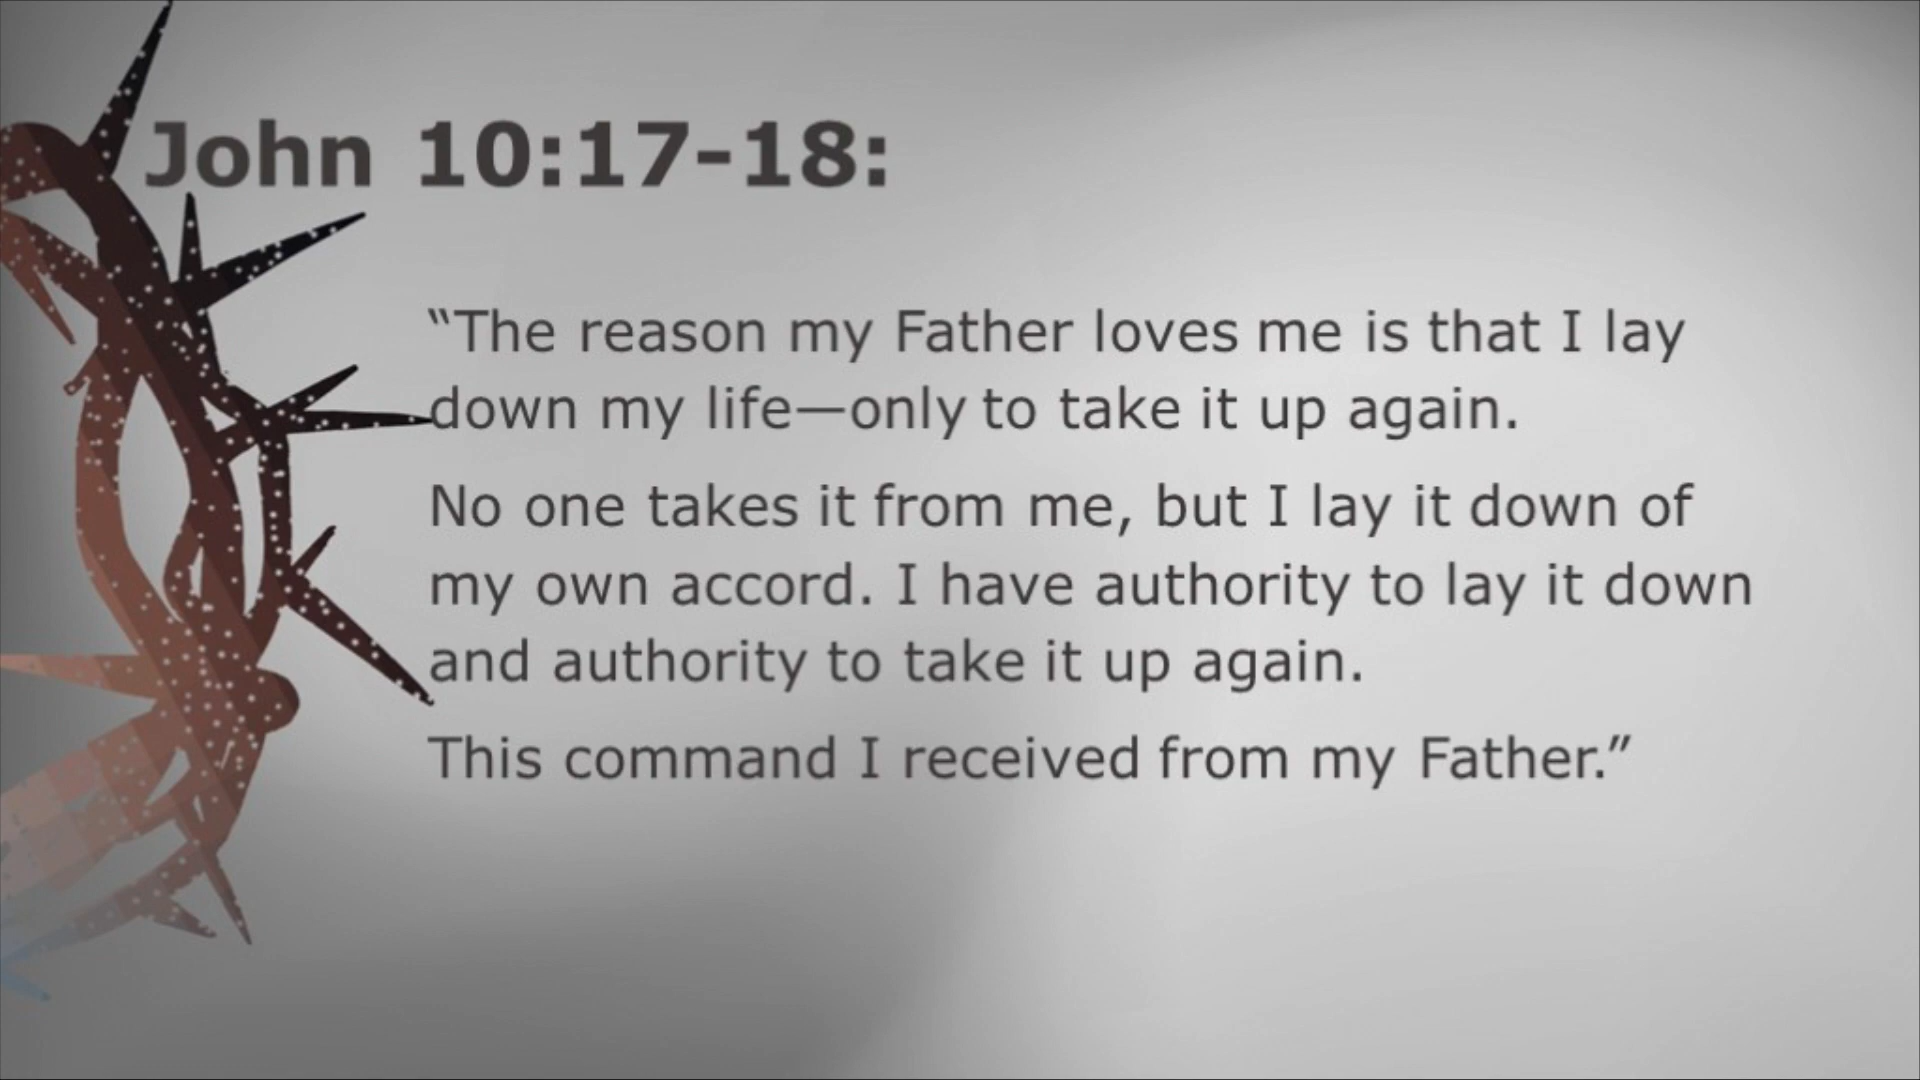 John 10:17-18:
“The reason my Father loves me is that I lay
down my life—only to take it up again.
No one takes it from me, but I lay it down of
my own accord. I have authority to lay it down
and authority to take it up again.
This command I received from my Father.”